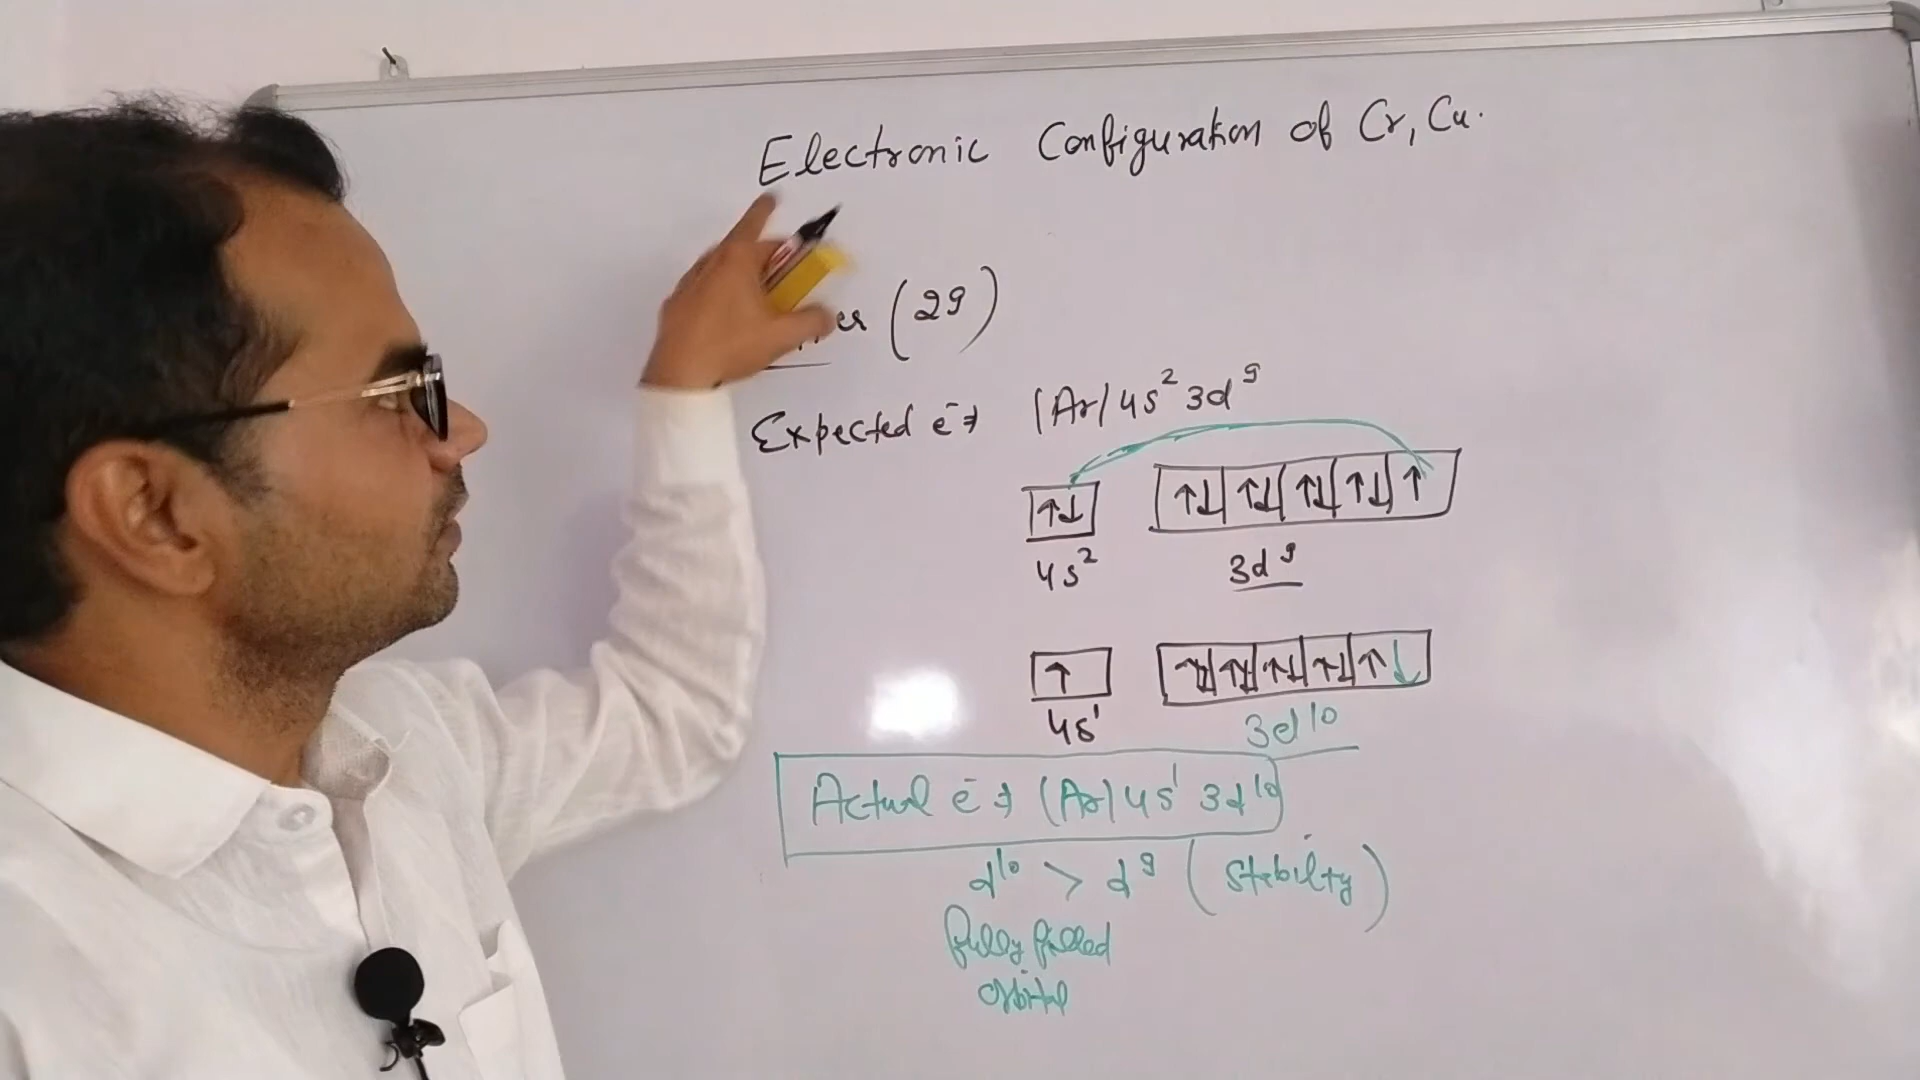 Electronic Configuration of Cr, Cu.
er (29)
Expected e⁻ ⇒ (Ar) 4s² 3d⁹
↑↓ ↑↓ ↑↓ ↑↓ ↑↓ ↑
4s² 3d⁹
↑ ↑↓ ↑↓ ↑↓ ↑↓ ↑↓
4s¹ 3d¹⁰
Actual e⁻ ⇒ (Ar) 4s¹ 3d¹⁰
d¹⁰ > d⁹ (Stability)
fully filled
orbital